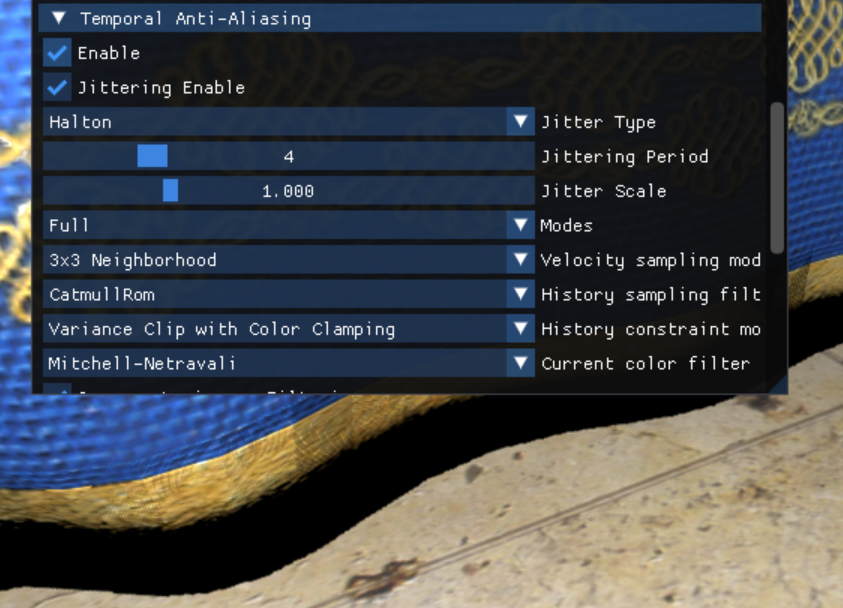 Temporal Anti-Aliasing
Enable
Jittering Enable
Halton Jitter Type
4 Jittering Period
1.000 Jitter Scale
Full Modes
3x3 Neighborhood Velocity sampling mod
CatmullRom History sampling filt
Variance Clip with Color Clamping History constraint mo
Mitchell-Netravali Current color filter